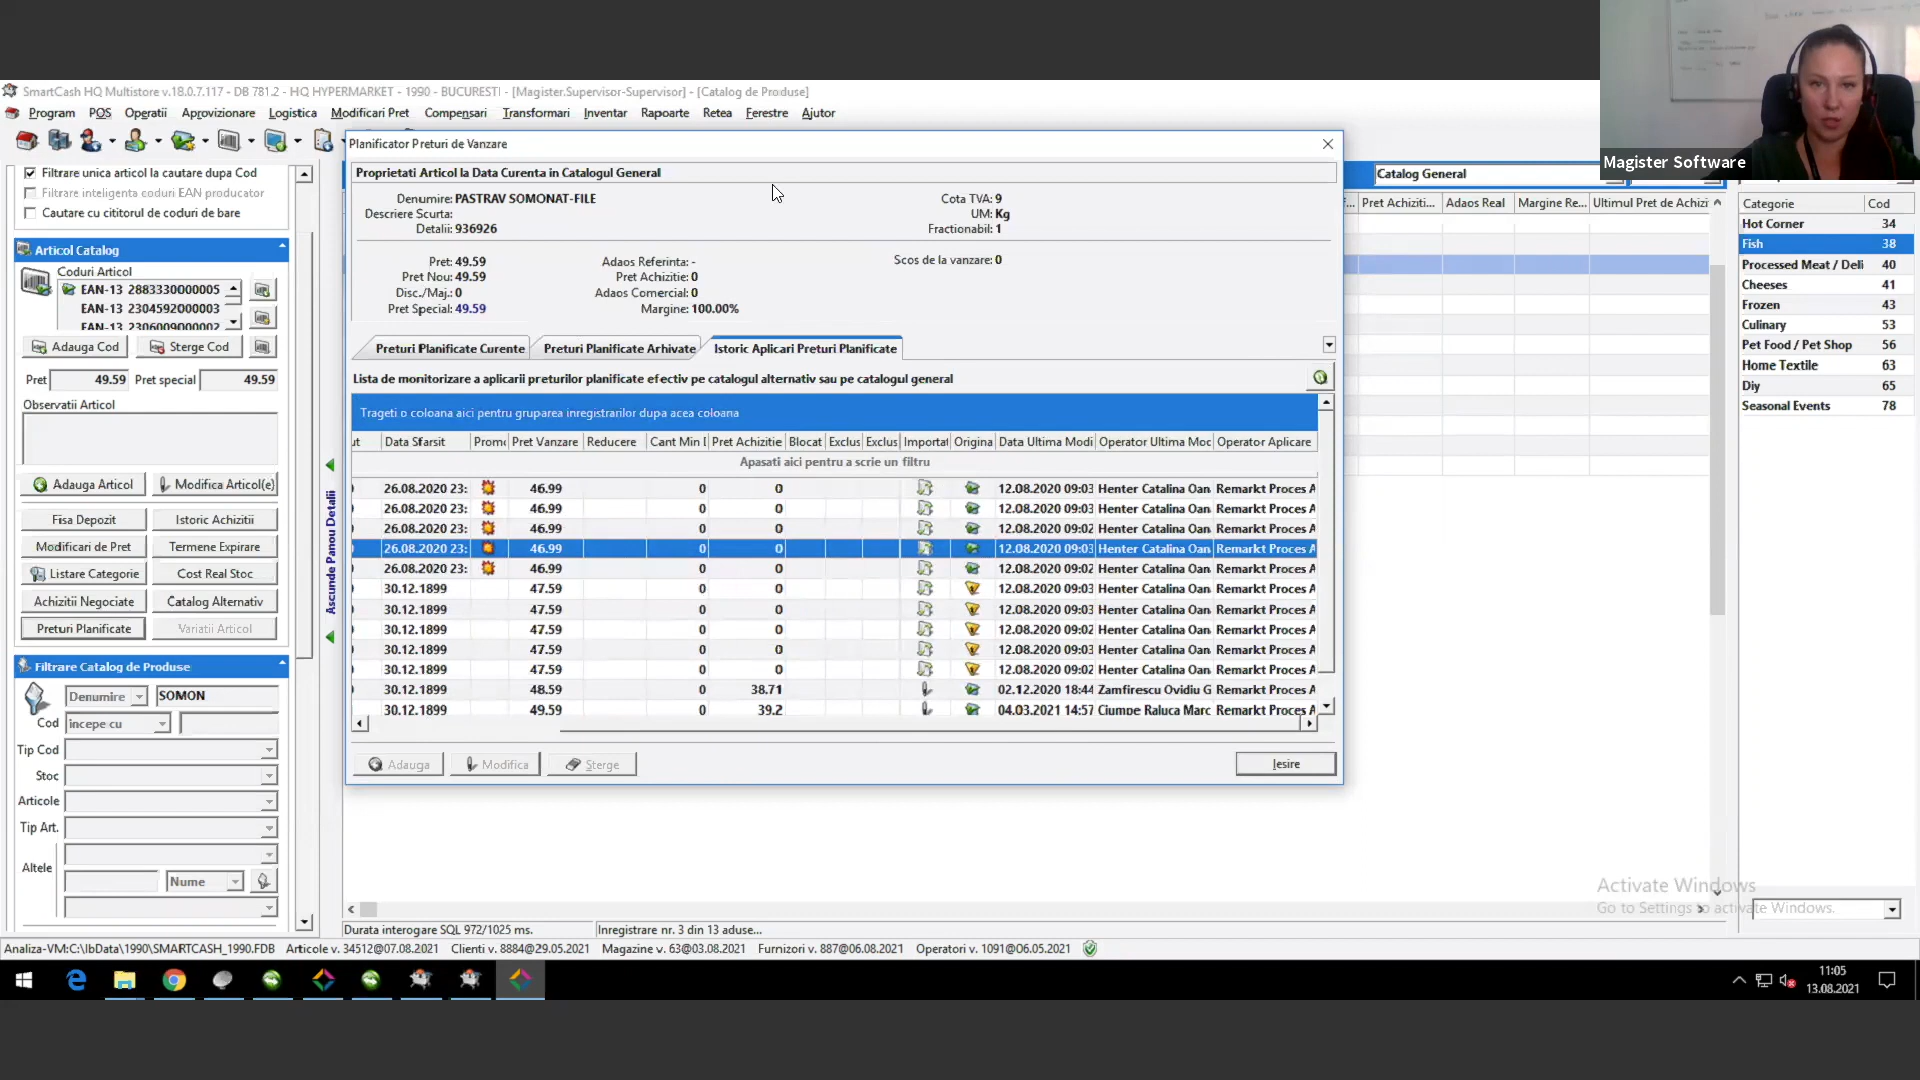 SmartCash HQ Multistore v.18.0.7.117 - DB 781.2 - HQ HYPERMARKET - 1990 - BUCURESTI - [Magister.Supervisor-Supervisor] - [Catalog de Produse]
Program POS Operatii Aprovizionare Logistica Modificari Pret Compensari Transformari Inventar Rapoarte Retea Ferestre Ajutor
Magister Software
Filtrare unica articol la cautare dupa Cod
Filtrare inteligenta coduri EAN producator
Cautare cu cititorul de coduri de bare
Articol Catalog
Coduri Articol
EAN-13 2883330000005
EAN-13 2304592000003
EAN-13 2306009000002
Adauga Cod Sterge Cod
Pret 49.59 Pret special 49.59
Observatii Articol
Adauga Articol Modifica Articol(e)
Fisa Depozit Istoric Achizitii
Modificari de Pret Termene Expirare
Listare Categorie Cost Real Stoc
Achizitii Negociate Catalog Alternativ
Preturi Planificate Variatii Articol
Filtrare Catalog de Produse
Denumire SOMON
Cod incepe cu
Tip Cod
Stoc
Articole
Tip Art.
Altele
Nume
Ascunde Panou Detalii
Planificator Preturi de Vanzare
Proprietati Articol la Data Curenta in Catalogul General
Denumire: PASTRAV SOMONAT-FILE Cota TVA: 9
Descriere Scurta: UM: Kg
Detalii: 936926 Fractionabil: 1
Pret: 49.59 Adaos Referinta: - Scos de la vanzare: 0
Pret Nou: 49.59 Pret Achizitie: 0
Disc./Maj.: 0 Adaos Comercial: 0
Pret Special: 49.59 Margine: 100.00%
Preturi Planificate Curente Preturi Planificate Arhivate Istoric Aplicari Preturi Planificate
Lista de monitorizare a aplicarii preturilor planificate efectiv pe catalogul alternativ sau pe catalogul general
Trageti o coloana aici pentru gruparea inregistrarilor dupa acea coloana
ut Data Sfarsit Promo Pret Vanzare Reducere Cant Min I Pret Achizitie Blocat Exclus Exclus Importat Origina Data Ultima Modi Operator Ultima Moc Operator Aplicare
Apasati aici pentru a scrie un filtru
26.08.2020 23: 46.99 0 0 12.08.2020 09:03 Henter Catalina Oan Remarkt Proces A
26.08.2020 23: 46.99 0 0 12.08.2020 09:03 Henter Catalina Oan Remarkt Proces A
26.08.2020 23: 46.99 0 0 12.08.2020 09:03 Henter Catalina Oan Remarkt Proces A
26.08.2020 23: 46.99 0 0 12.08.2020 09:03 Henter Catalina Oan Remarkt Proces A
26.08.2020 23: 46.99 0 0 12.08.2020 09:02 Henter Catalina Oan Remarkt Proces A
30.12.1899 47.59 0 0 12.08.2020 09:03 Henter Catalina Oan Remarkt Proces A
30.12.1899 47.59 0 0 12.08.2020 09:03 Henter Catalina Oan Remarkt Proces A
30.12.1899 47.59 0 0 12.08.2020 09:02 Henter Catalina Oan Remarkt Proces A
30.12.1899 47.59 0 0 12.08.2020 09:03 Henter Catalina Oan Remarkt Proces A
30.12.1899 47.59 0 0 12.08.2020 09:02 Henter Catalina Oan Remarkt Proces A
30.12.1899 48.59 0 38.71 02.12.2020 18:44 Zamfirescu Ovidiu G Remarkt Proces A
30.12.1899 49.59 0 39.2 04.03.2021 14:57 Ciumpe Raluca Marc Remarkt Proces A
Adauga Modifica Sterge Iesire
Catalog General
Pret Achiziti... Adaos Real Margine Re... Ultimul Pret de Achizi
Categorie Cod
Hot Corner 34
Fish 38
Processed Meat / Deli 40
Cheeses 41
Frozen 43
Culinary 53
Pet Food / Pet Shop 56
Home Textile 63
Diy 65
Seasonal Events 78
Activate Windows
Go to Settings to activate Windows.
Durata interogare SQL 972/1025 ms. Inregistrare nr. 3 din 13 aduse...
Analiza-VM:C:\IbData\1990\SMARTCASH_1990.FDB Articole v. 34512@07.08.2021 Clienti v. 8884@29.05.2021 Magazine v. 63@03.08.2021 Furnizori v. 887@06.08.2021 Operatori v. 1091@06.05.2021
11:05
13.08.2021